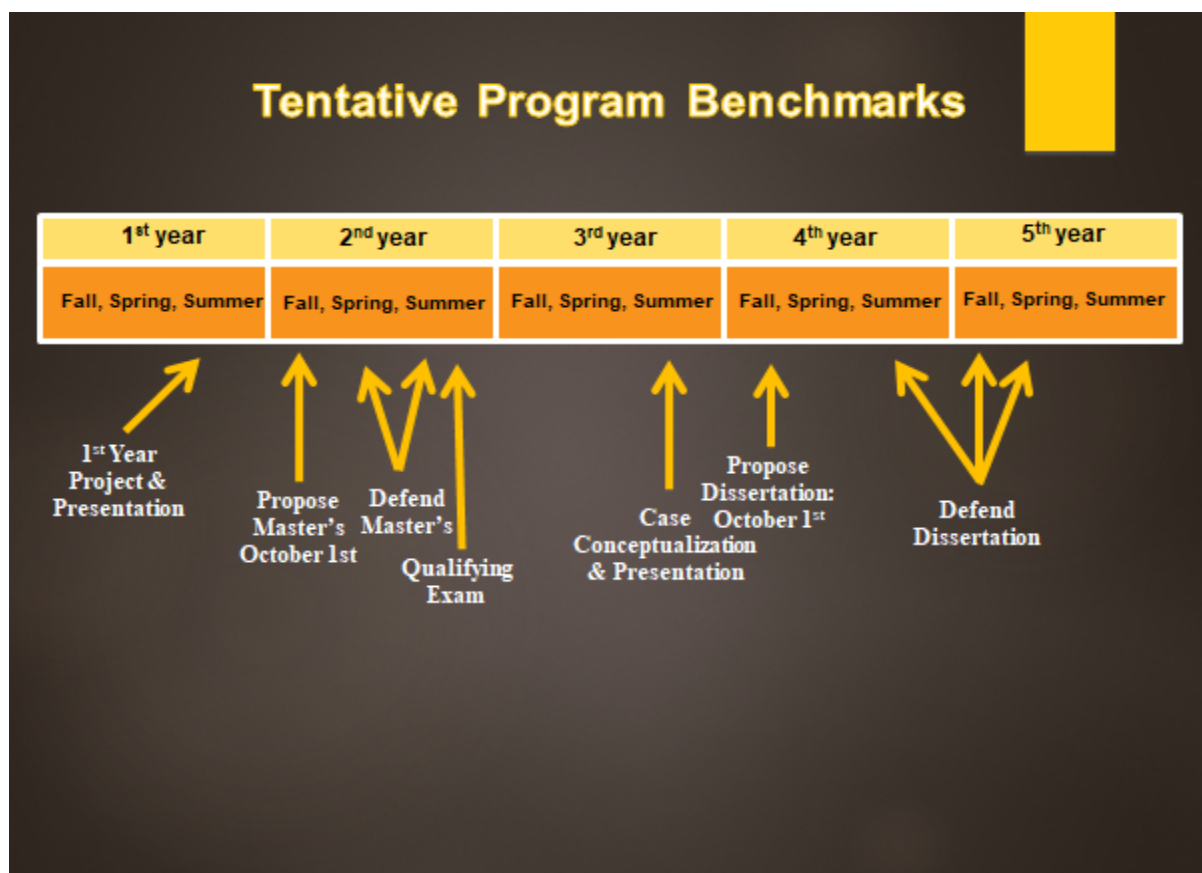 Tentative Program Benchmarks
1st year 2nd year 3rd year 4th year 5th year
Fall, Spring, Summer Fall, Spring, Summer Fall, Spring, Summer Fall, Spring, Summer Fall, Spring, Summer
1st Year
Project &
Presentation
Propose
Master’s
October 1st
Defend
Master’s
Qualifying
Exam
Case
Conceptualization
& Presentation
Propose
Dissertation:
October 1st
Defend
Dissertation